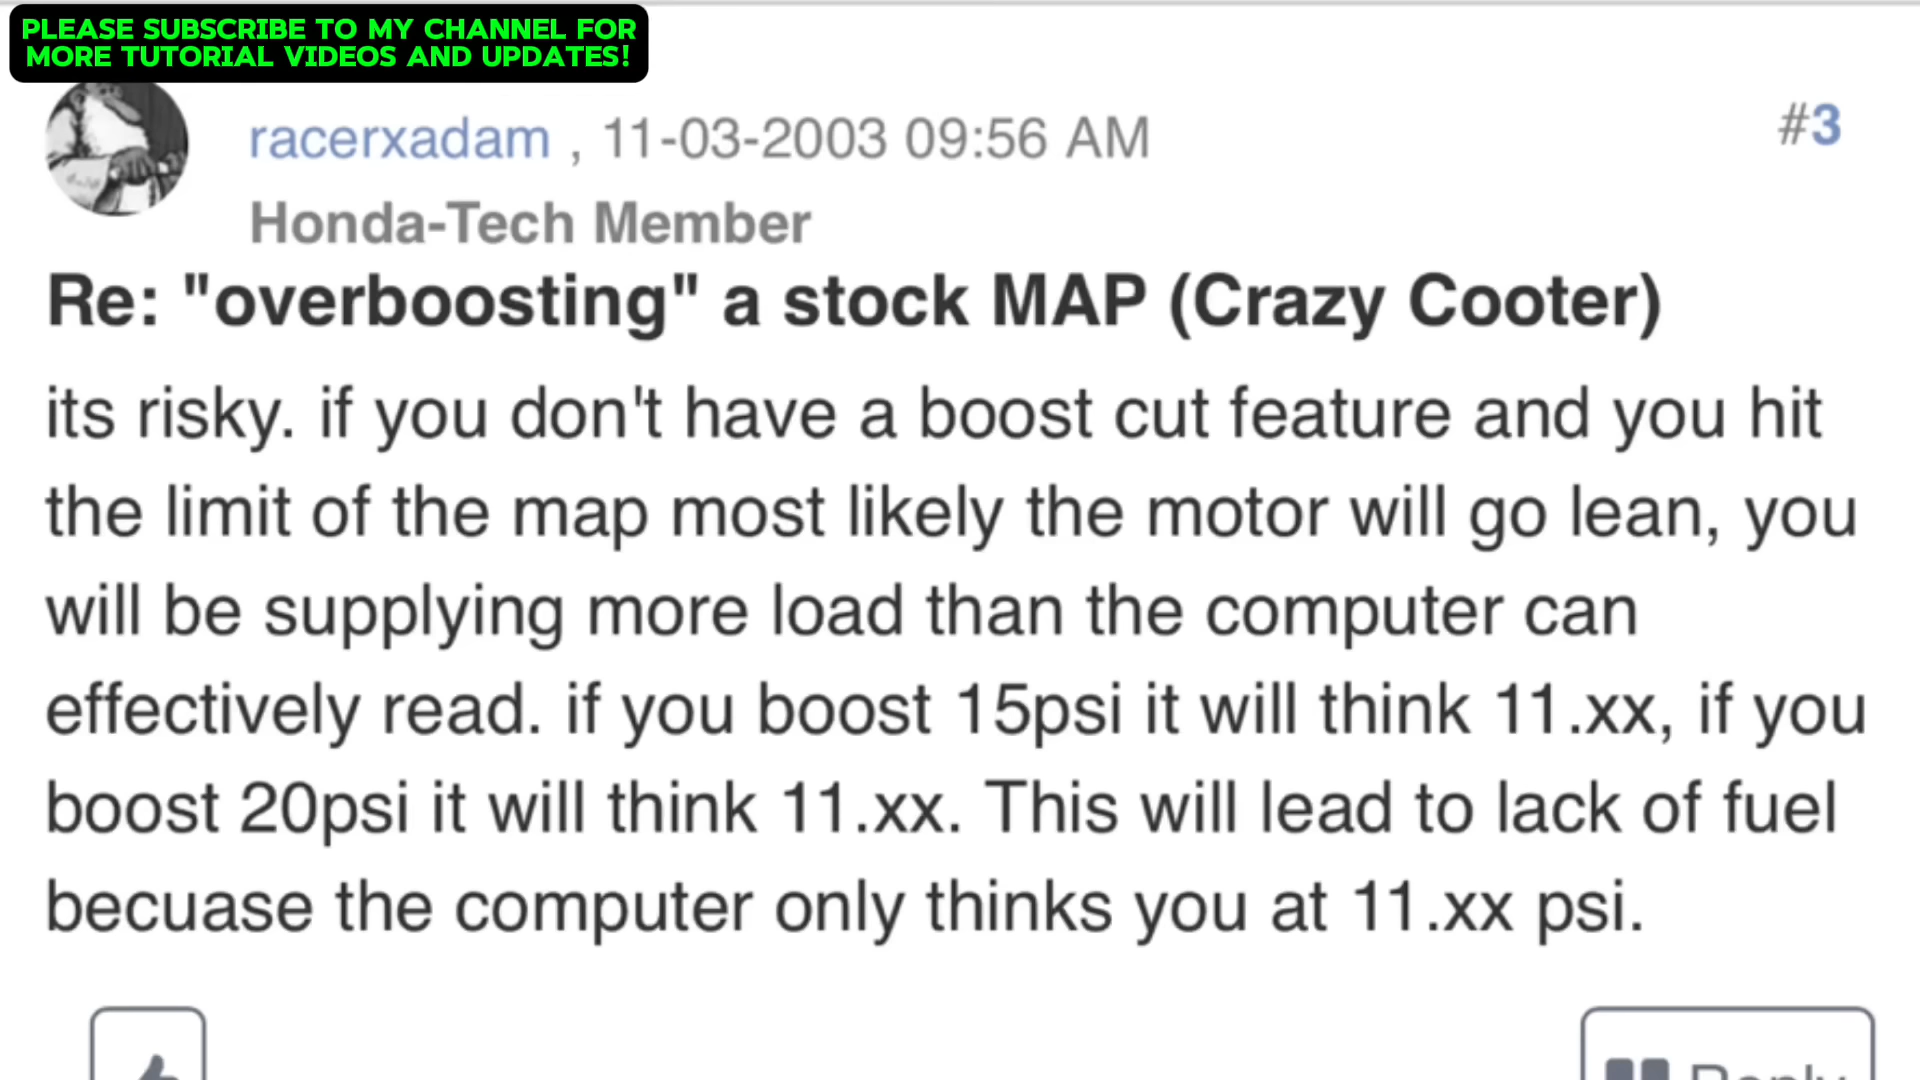 PLEASE SUBSCRIBE TO MY CHANNEL FOR
MORE TUTORIAL VIDEOS AND UPDATES!
racerxadam , 11-03-2003 09:56 AM
#3
Honda-Tech Member
Re: "overboosting" a stock MAP (Crazy Cooter)
its risky. if you don't have a boost cut feature and you hit
the limit of the map most likely the motor will go lean, you
will be supplying more load than the computer can
effectively read. if you boost 15psi it will think 11.xx, if you
boost 20psi it will think 11.xx. This will lead to lack of fuel
becuase the computer only thinks you at 11.xx psi.
Reply